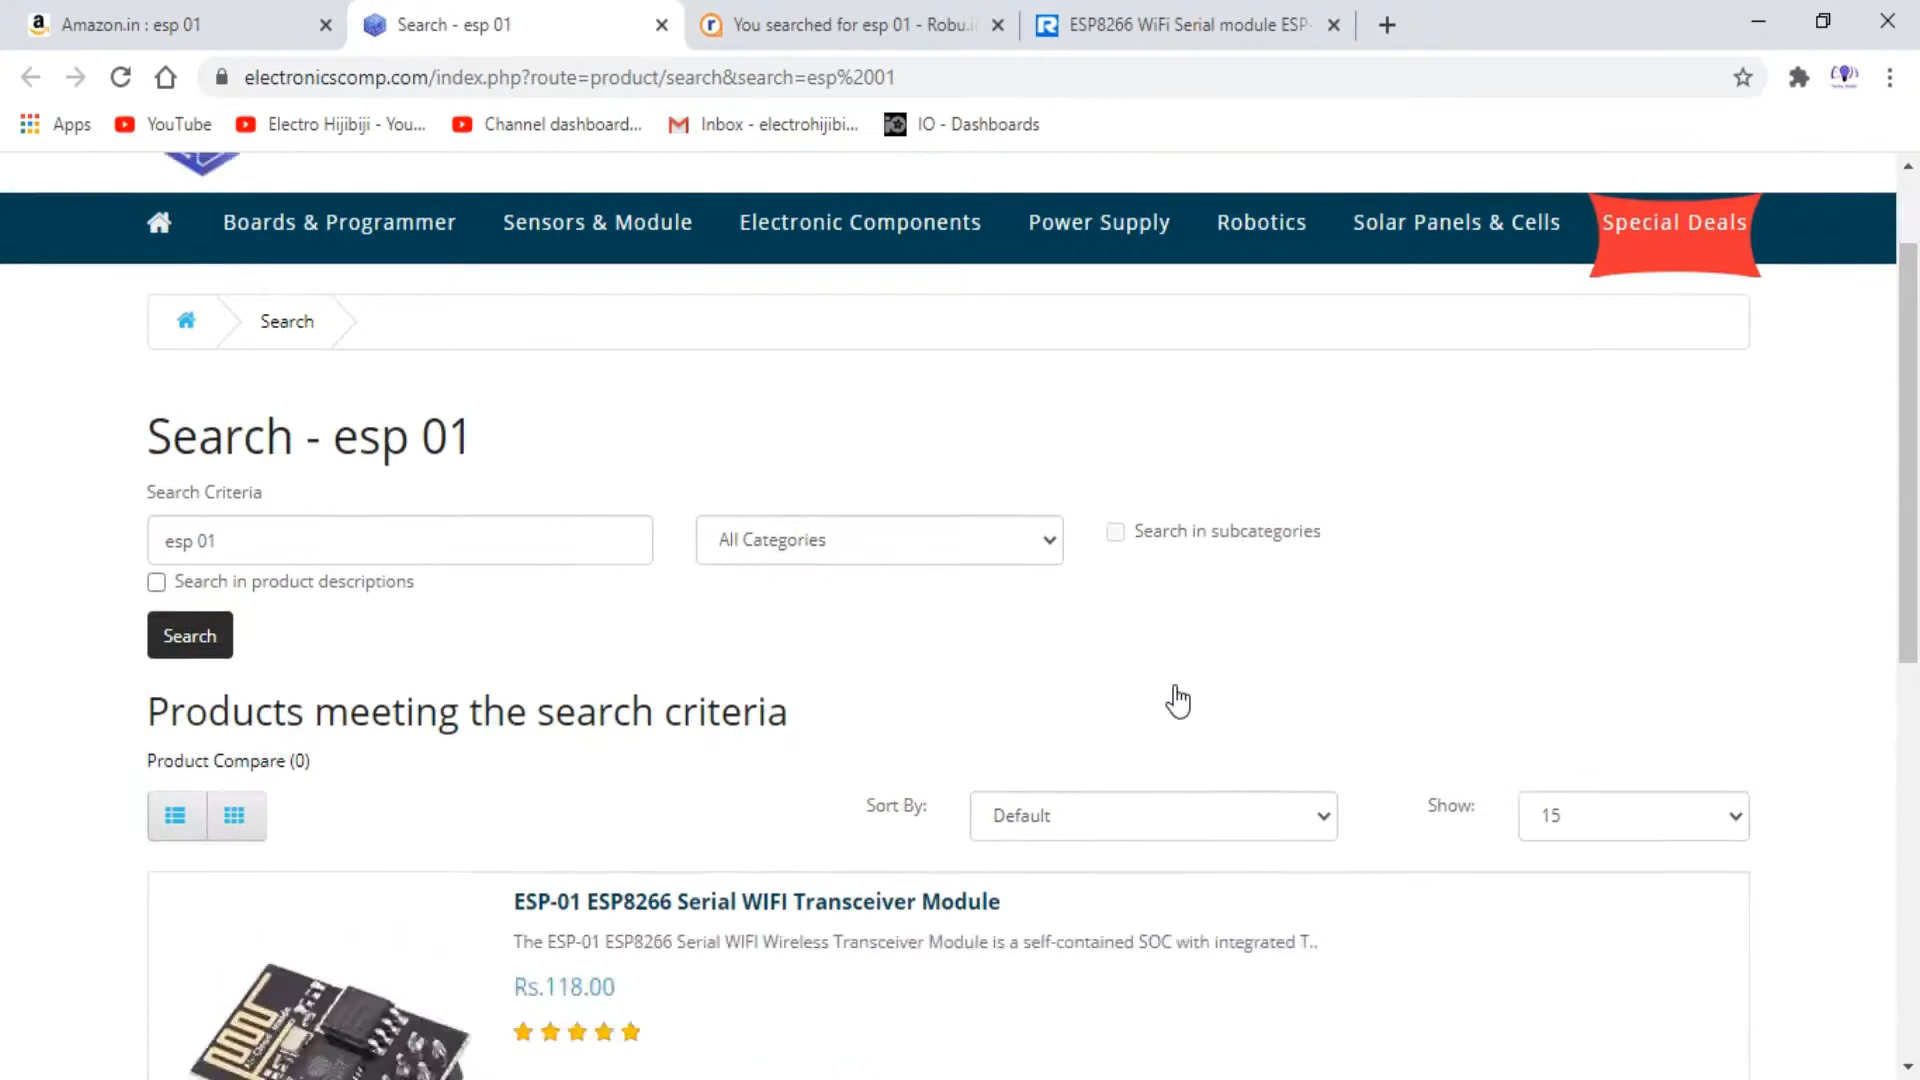 Amazon.in : esp 01
Search - esp 01
You searched for esp 01 - Robu.i
ESP8266 WiFi Serial module ESP-
electronicscomp.com/index.php?route=product/search&search=esp%2001
Apps
YouTube
Electro Hijibiji - You...
Channel dashboard...
Inbox - electrohijibi...
IO - Dashboards
Boards & Programmer
Sensors & Module
Electronic Components
Power Supply
Robotics
Solar Panels & Cells
Special Deals
Search
Search - esp 01
Search Criteria
esp 01
All Categories
Search in subcategories
Search in product descriptions
Search
Products meeting the search criteria
Product Compare (0)
Sort By:
Default
Show:
15
ESP-01 ESP8266 Serial WIFI Transceiver Module
The ESP-01 ESP8266 Serial WIFI Wireless Transceiver Module is a self-contained SOC with integrated T..
Rs.118.00